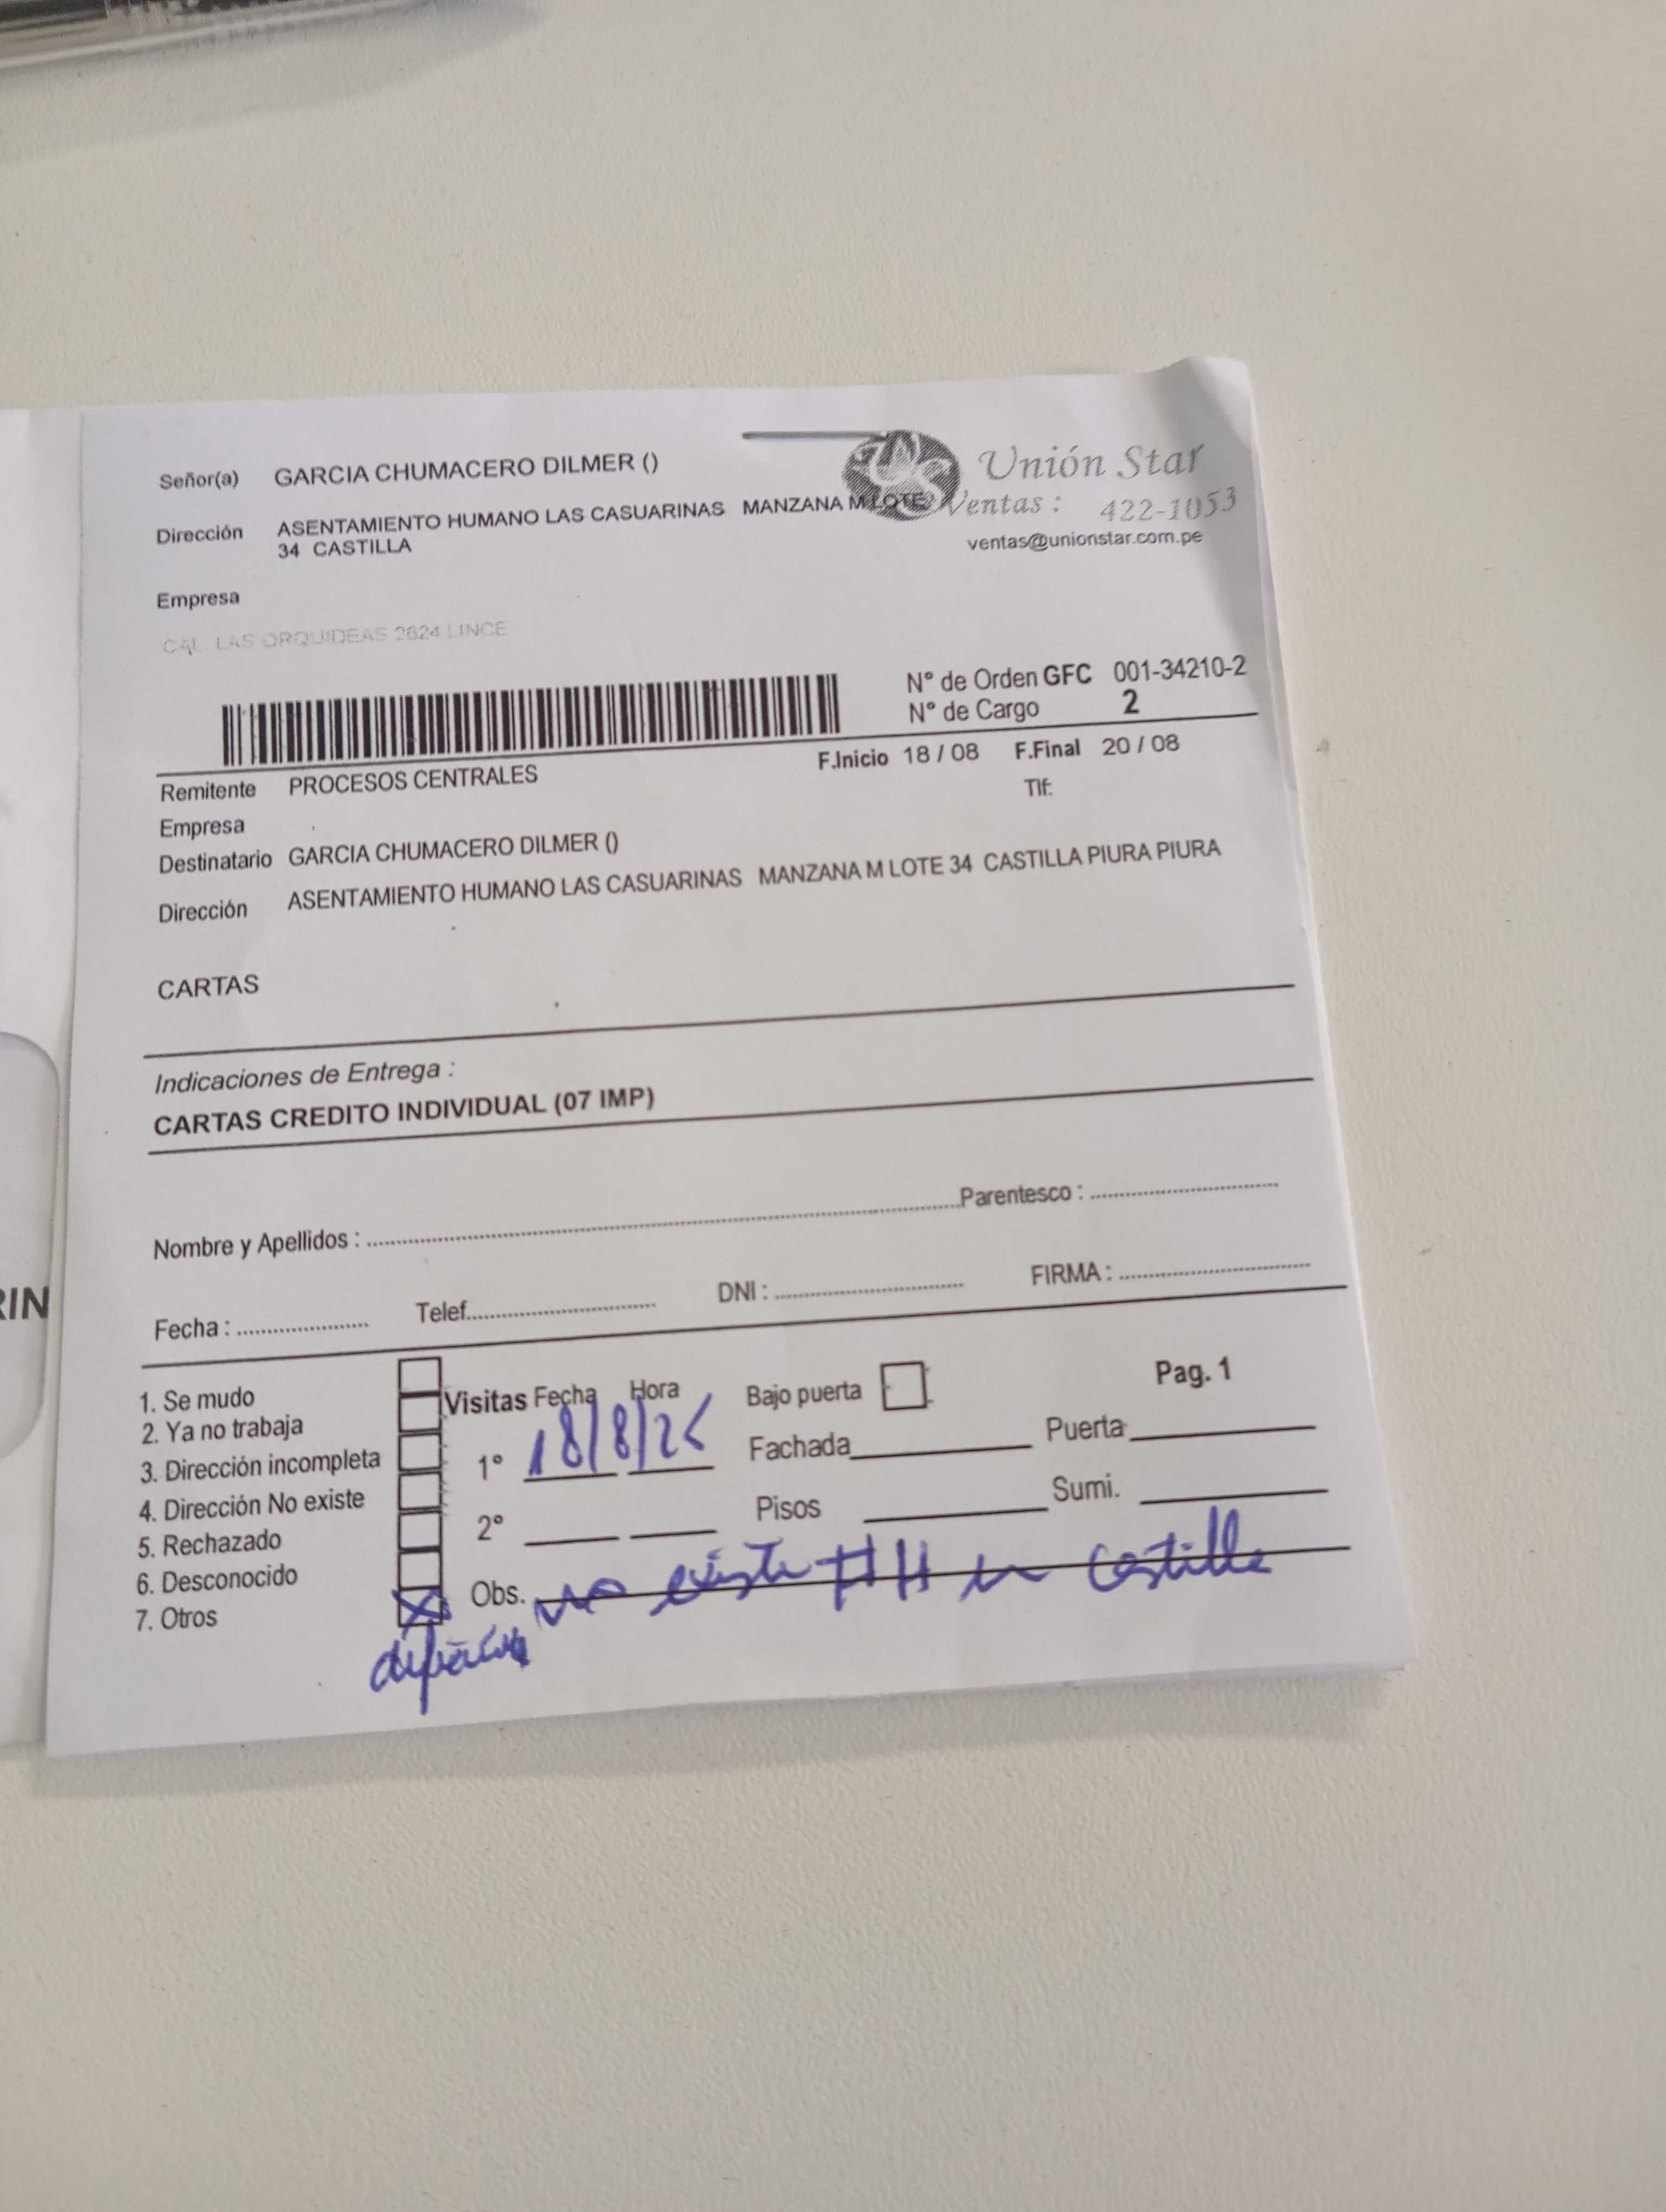 Señor(a) GARCIA CHUMACERO DILMER ()
Unión Star
Dirección ASENTAMIENTO HUMANO LAS CASUARINAS MANZANA M LOTE
34 CASTILLA
Ventas : 422-1053
ventas@unionstar.com.pe
Empresa
CAL. LAS ORQUIDEAS 2624 LINCE
N° de Orden GFC 001-34210-2
N° de Cargo 2
F.Inicio 18 / 08 F.Final 20 / 08
Remitente PROCESOS CENTRALES
Tlf:
Empresa
Destinatario GARCIA CHUMACERO DILMER ()
Dirección ASENTAMIENTO HUMANO LAS CASUARINAS MANZANA M LOTE 34 CASTILLA PIURA PIURA
CARTAS
Indicaciones de Entrega :
CARTAS CREDITO INDIVIDUAL (07 IMP)
Nombre y Apellidos : Parentesco :
Fecha : Telef. DNI : FIRMA :
RIN
1. Se mudo
2. Ya no trabaja
3. Dirección incompleta
4. Dirección No existe
5. Rechazado
6. Desconocido
7. Otros X
Visitas Fecha Hora
1° 18/8/25
2°
Bajo puerta
Pag. 1
Fachada Puerta
Pisos Sumi.
Obs. no existe AHH en Castilla